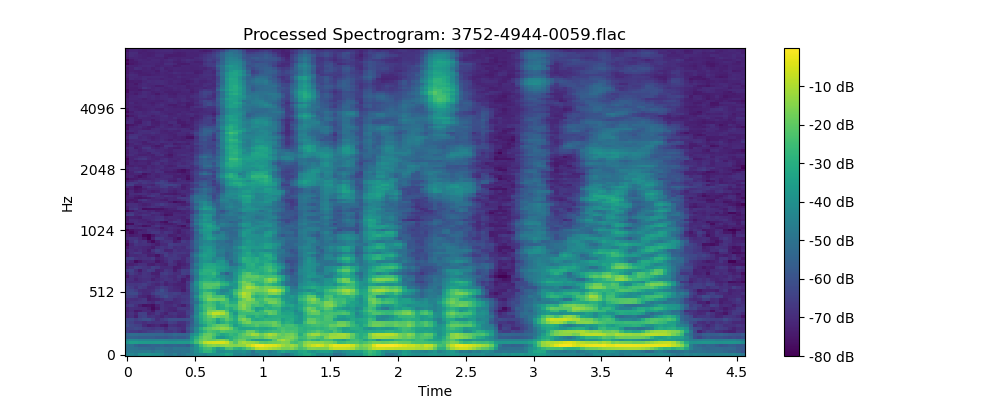 Processed Spectrogram: 3752-4944-0059.flac
Hz
4096
2048
1024
512
0
0 0.5 1 1.5 2 2.5 3 3.5 4 4.5
Time
-10 dB
-20 dB
-30 dB
-40 dB
-50 dB
-60 dB
-70 dB
-80 dB